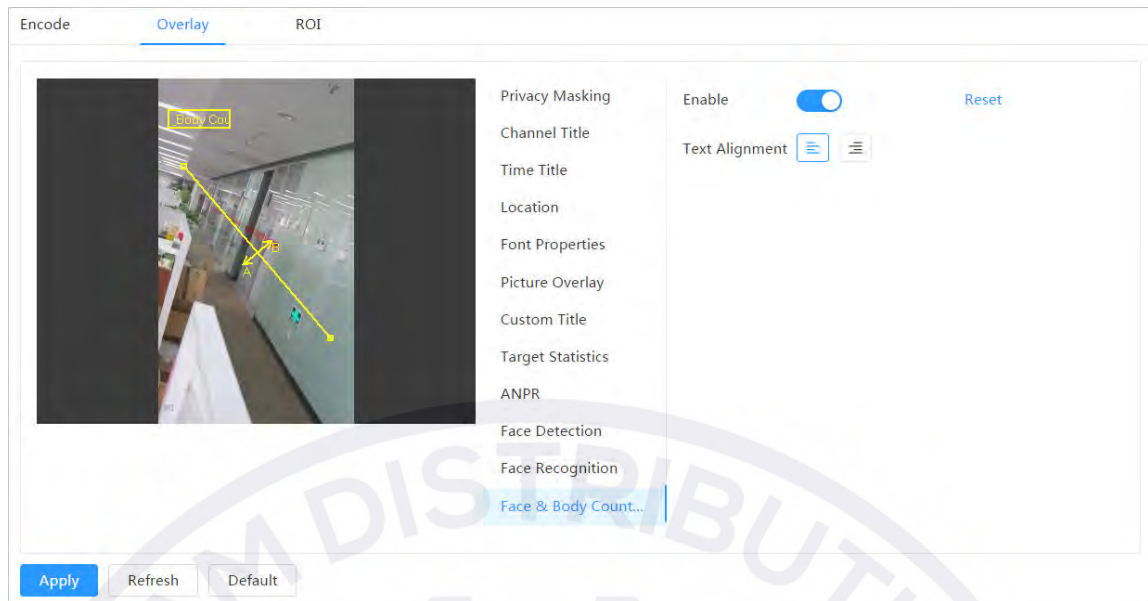 Encode Overlay ROI
Body Cou
A
B
Privacy Masking
Channel Title
Time Title
Location
Font Properties
Picture Overlay
Custom Title
Target Statistics
ANPR
Face Detection
Face Recognition
Face & Body Count...
Enable Reset
Text Alignment
Apply Refresh Default
DISTRIBUTI